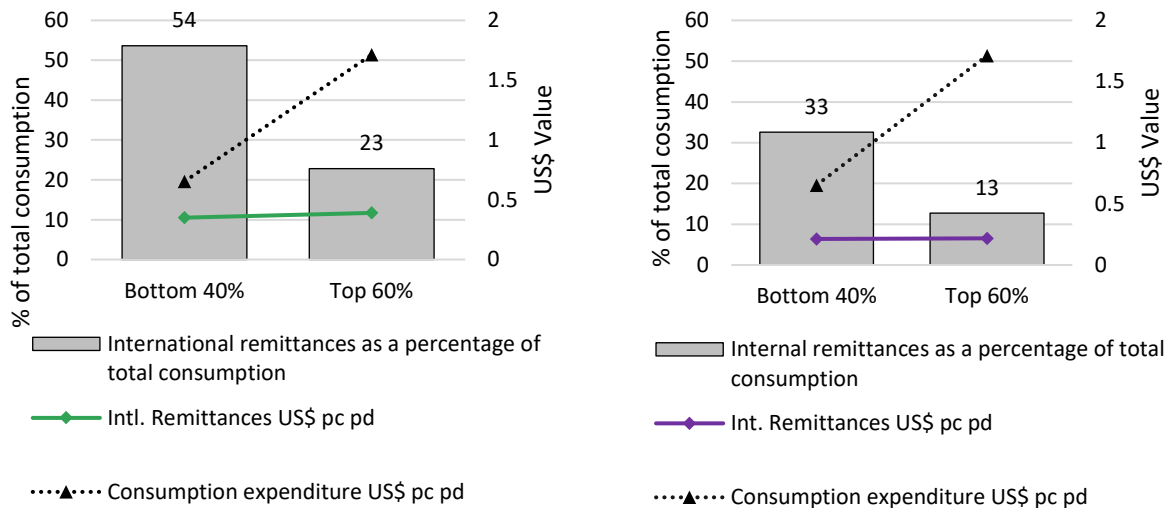 60
50
40
30
20
10
0
% of total consumption
54
23
2
1.5
1
0.5
0
US$ Value
Bottom 40%
Top 60%
International remittances as a percentage of
total consumption
Intl. Remittances US$ pc pd
Consumption expenditure US$ pc pd
60
50
40
30
20
10
0
% of total cosumption
33
13
2
1.5
1
0.5
0
US$ Value
Bottom 40%
Top 60%
Internal remittances as a percentage of total
consumption
Int. Remittances US$ pc pd
Consumption expenditure US$ pc pd